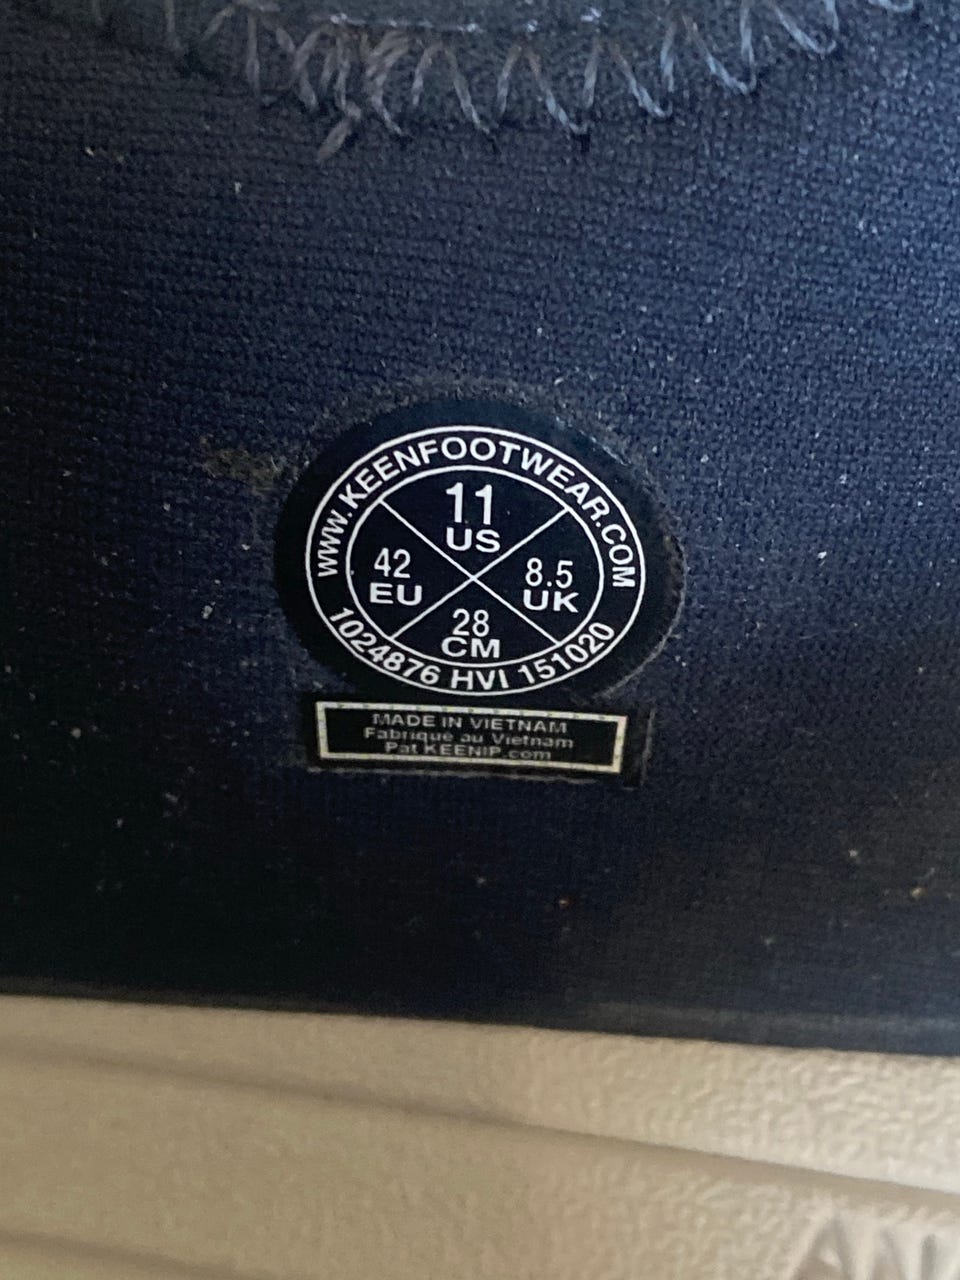 WWW.KEENFOOTWEAR.COM
11
US
42
EU
8.5
UK
28
CM
1024876 HVI 151020
MADE IN VIETNAM
Fabriqué au Vietnam
Pat KEENIP.com